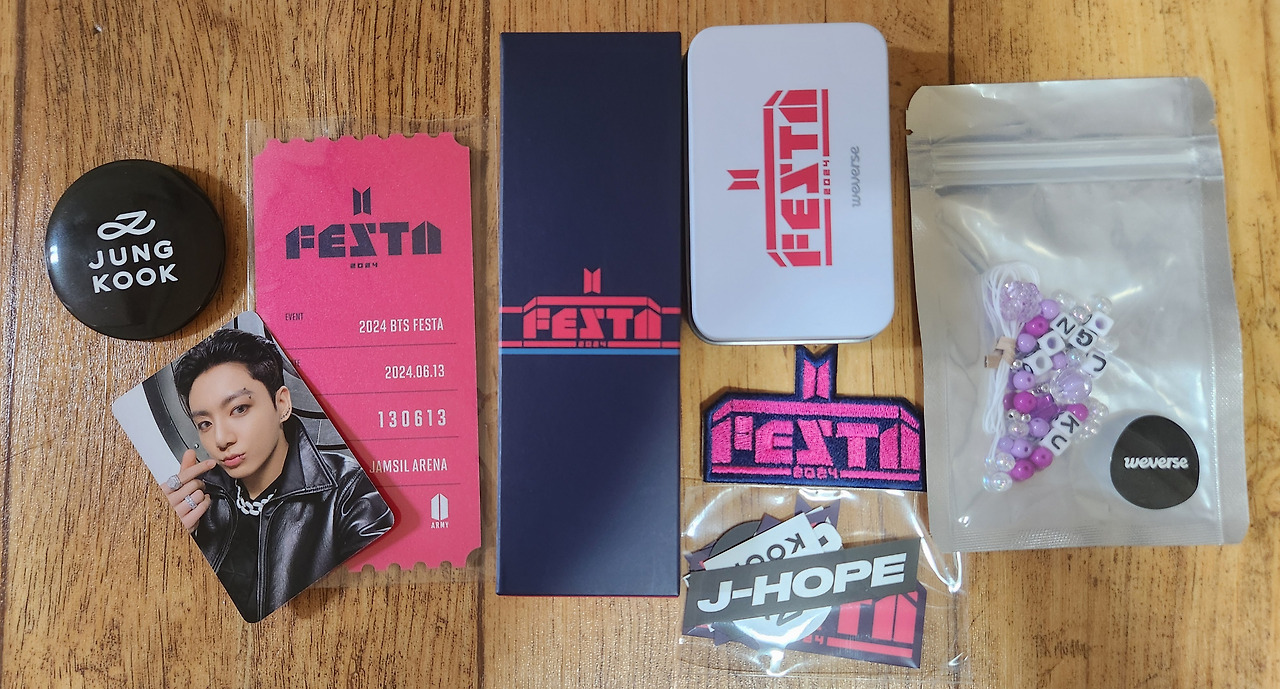 JUNG
KOOK
FESTA
2024
EVENT
2024 BTS FESTA
2024.06.13
130613
JAMSIL ARENA
ARMY
FESTA
2024
FESTA
2024
weverse
FESTA
2024
KOOK
J-HOPE
N
G
J
K
U
weverse